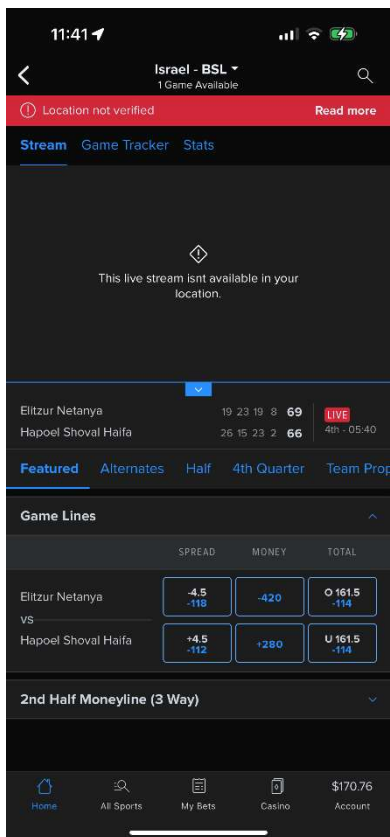 11:41
Israel - BSL
1 Game Available
Location not verified Read more
Stream Game Tracker Stats
This live stream isnt available in your
location.
Elitzur Netanya 19 23 19 8 69 LIVE
Hapoel Shoval Haifa 26 15 23 2 66 4th - 05:40
Featured Alternates Half 4th Quarter Team Prop
Game Lines
SPREAD MONEY TOTAL
Elitzur Netanya -4.5 -118 -420 O 161.5 -114
VS
Hapoel Shoval Haifa +4.5 -112 +280 U 161.5 -114
2nd Half Moneyline (3 Way)
Home All Sports My Bets Casino $170.76 Account